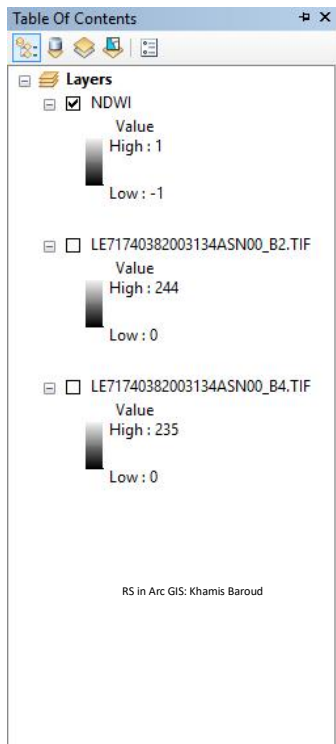 Table Of Contents
Layers
NDWI
Value
High : 1
Low : -1
LE71740382003134ASN00_B2.TIF
Value
High : 244
Low : 0
LE71740382003134ASN00_B4.TIF
Value
High : 235
Low : 0
RS in Arc GIS: Khamis Baroud